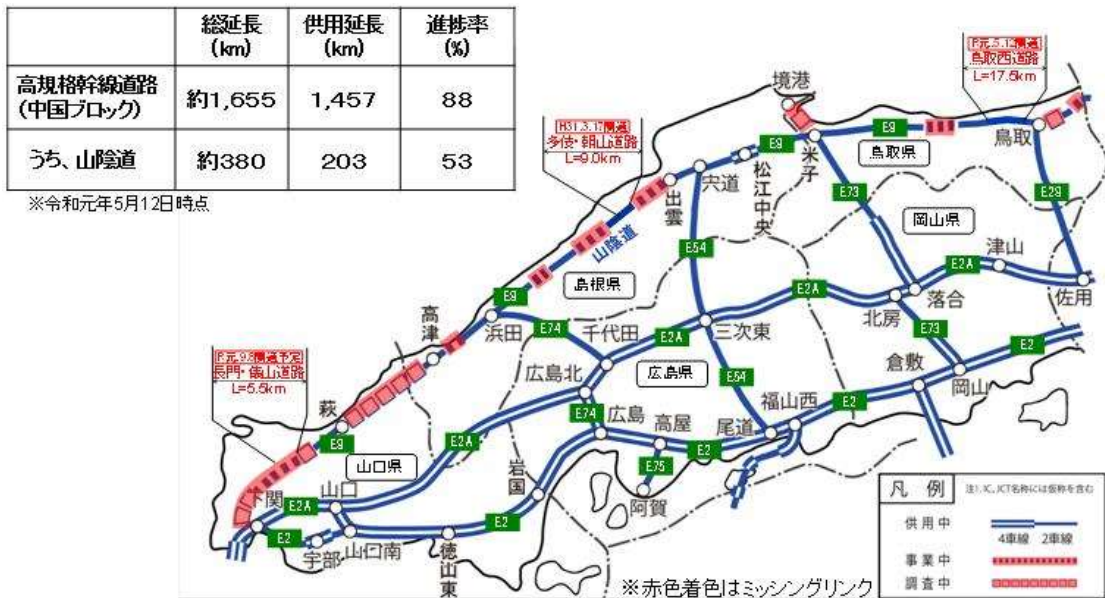 総延長
(km)
供用延長
(km)
進捗率
(%)
高規格幹線道路
(中国ブロック)
約1,655
1,457
88
うち、山陰道
約380
203
53
※令和元年5月12日時点
R元.5.12開通
鳥取西道路
L=17.5km
境港
H31.3.17開通
多伎・朝山道路
L=9.0km
E9
鳥取
鳥取県
E9
米子
松江中央
宍道
出雲
E73
E29
岡山県
山陰道
E54
津山
E2A
島根県
E2A
落合
佐用
E9
北房
浜田
E74
千代田
E2A
三次東
E73
高津
倉敷
E2
R元.9.8開通予定
長門・俵山道路
L=5.5km
広島北
広島県
E54
岡山
福山西
萩
E74
広島
高屋
尾道
E2
E9
E2A
E2
山口県
岩国
E75
下関
山口
阿賀
E2A
E2
E2
宇部
山口南
徳山東
※赤色着色はミッシングリンク
凡例
注1.IC、JCT名称には仮称を含む
供用中
4車線
2車線
事業中
調査中